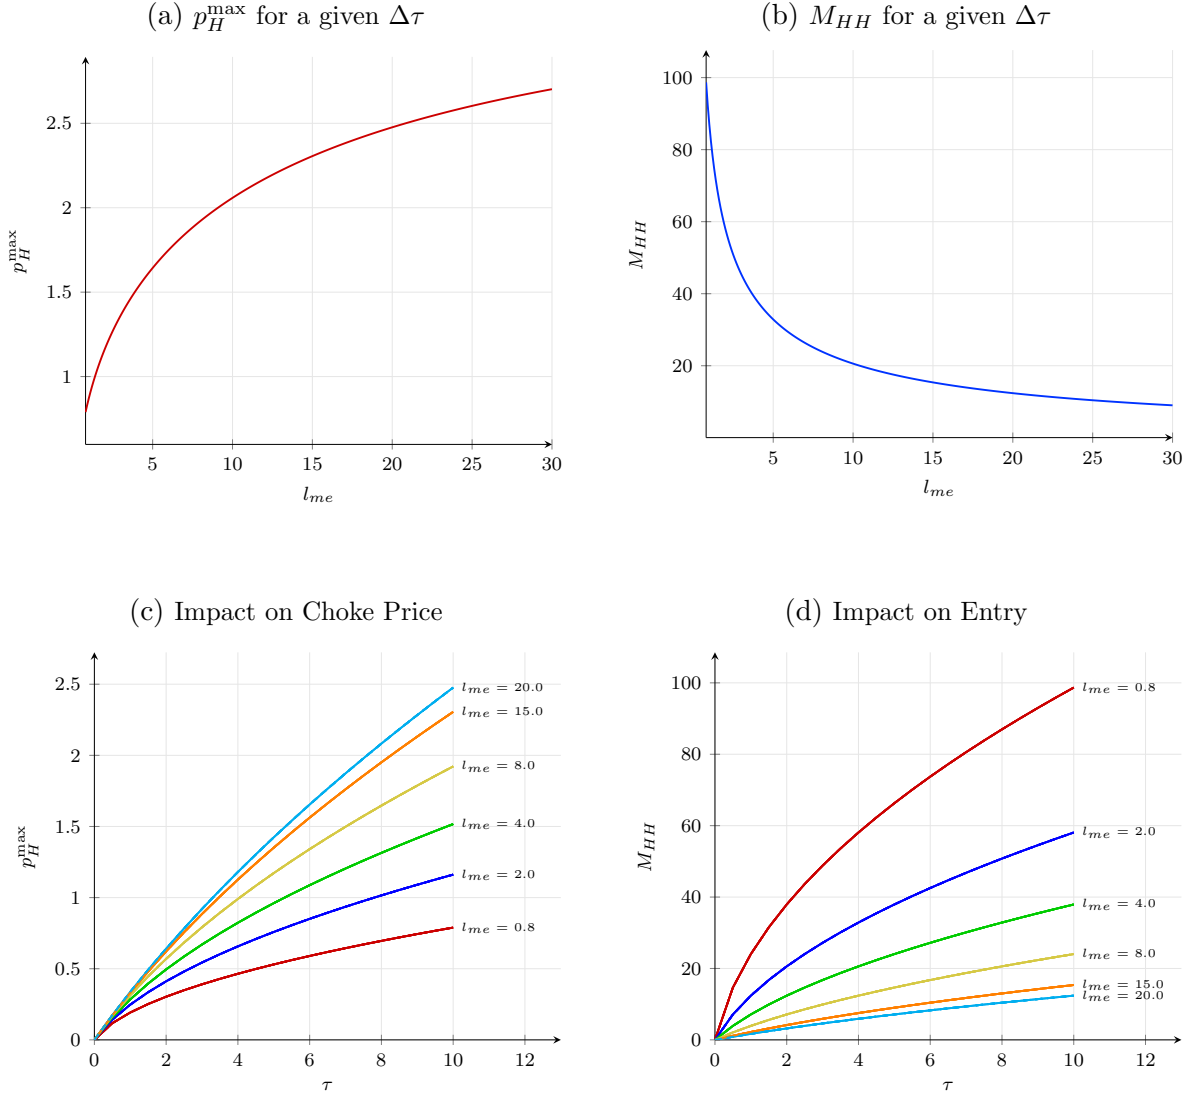 (a) p_H^max for a given Δτ
2.5
2
1.5
1
p_H^max
5 10 15 20 25 30
l_me
(b) M_HH for a given Δτ
100
80
60
40
20
M_HH
5 10 15 20 25 30
l_me
(c) Impact on Choke Price
2.5
2
1.5
1
0.5
0
p_H^max
l_me = 20.0
l_me = 15.0
l_me = 8.0
l_me = 4.0
l_me = 2.0
l_me = 0.8
0 2 4 6 8 10 12
τ
(d) Impact on Entry
100
80
60
40
20
0
M_HH
l_me = 0.8
l_me = 2.0
l_me = 4.0
l_me = 8.0
l_me = 15.0
l_me = 20.0
0 2 4 6 8 10 12
τ